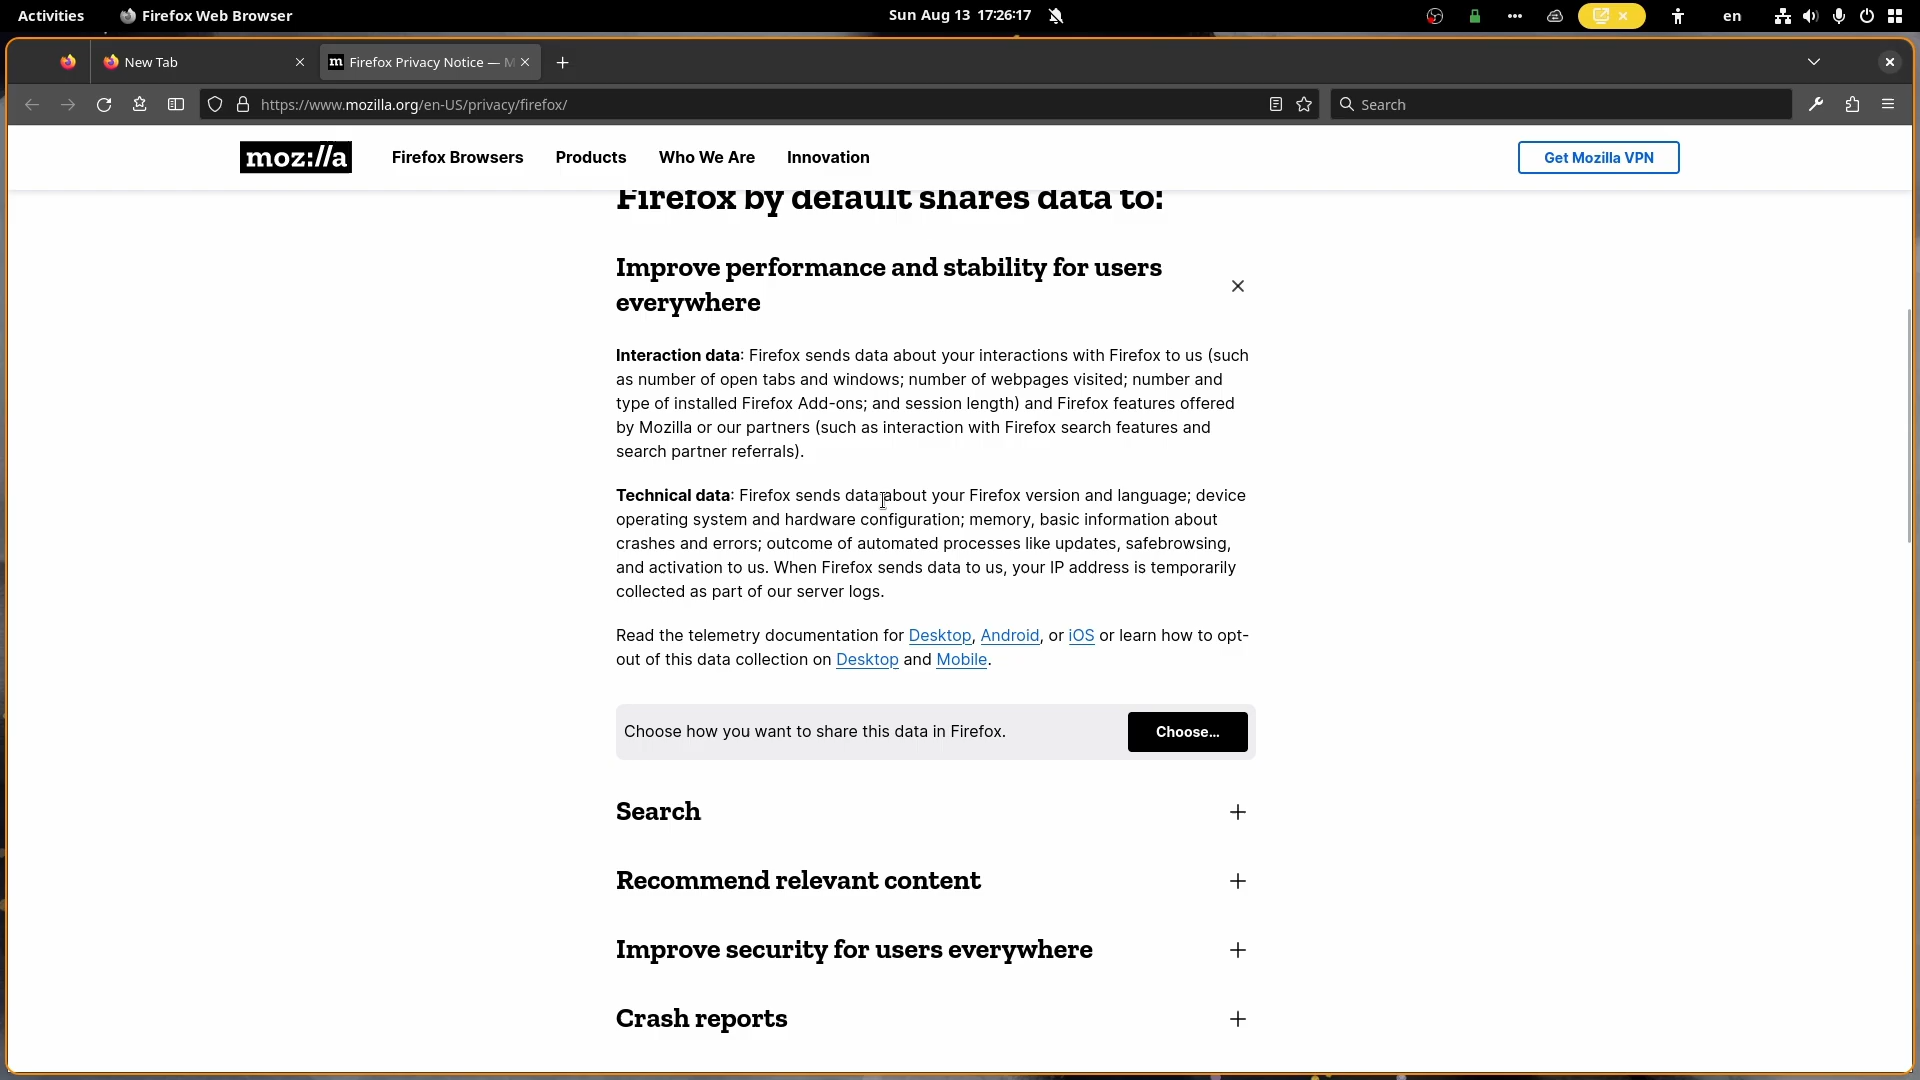 Activities Firefox Web Browser Sun Aug 13 17:26:17 en
New Tab Firefox Privacy Notice — M
https://www.mozilla.org/en-US/privacy/firefox/ Search
moz://a Firefox Browsers Products Who We Are Innovation Get Mozilla VPN
Firefox by default shares data to:
Improve performance and stability for users
everywhere
Interaction data: Firefox sends data about your interactions with Firefox to us (such
as number of open tabs and windows; number of webpages visited; number and
type of installed Firefox Add-ons; and session length) and Firefox features offered
by Mozilla or our partners (such as interaction with Firefox search features and
search partner referrals).
Technical data: Firefox sends data about your Firefox version and language; device
operating system and hardware configuration; memory, basic information about
crashes and errors; outcome of automated processes like updates, safebrowsing,
and activation to us. When Firefox sends data to us, your IP address is temporarily
collected as part of our server logs.
Read the telemetry documentation for Desktop, Android, or iOS or learn how to opt-
out of this data collection on Desktop and Mobile.
Choose how you want to share this data in Firefox. Choose...
Search
Recommend relevant content
Improve security for users everywhere
Crash reports